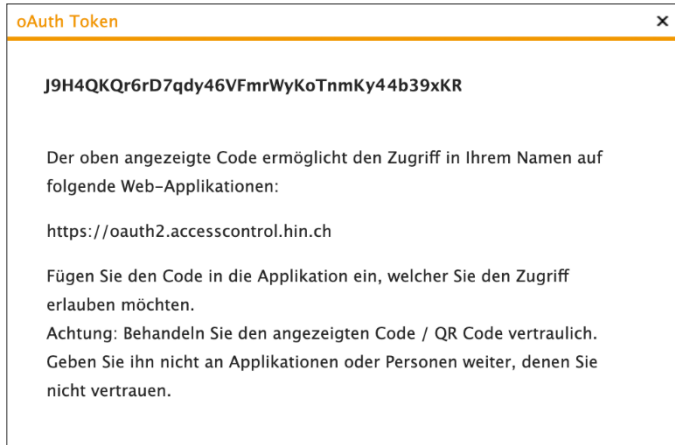 oAuth Token
J9H4QKQr6rD7qdy46VFmrWyKoTnmKy44b39xKR
Der oben angezeigte Code ermöglicht den Zugriff in Ihrem Namen auf
folgende Web-Applikationen:
https://oauth2.accesscontrol.hin.ch
Fügen Sie den Code in die Applikation ein, welcher Sie den Zugriff
erlauben möchten.
Achtung: Behandeln Sie den angezeigten Code / QR Code vertraulich.
Geben Sie ihn nicht an Applikationen oder Personen weiter, denen Sie
nicht vertrauen.